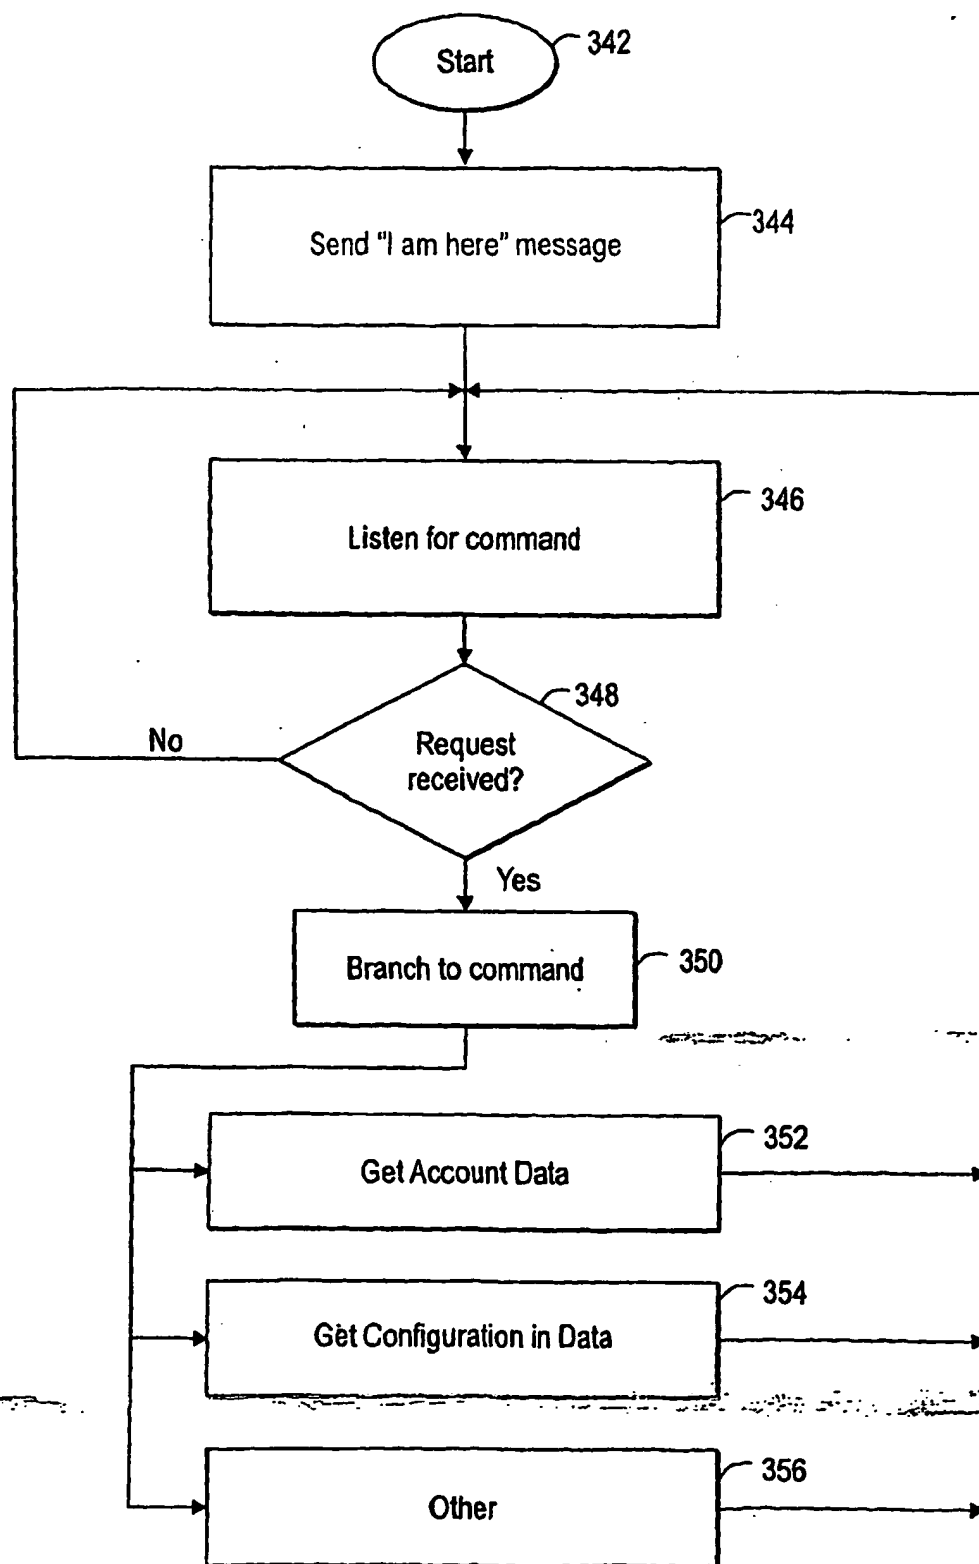 Start
342
Send "I am here" message
344
Listen for command
346
348
Request
received?
No
Yes
Branch to command
350
Get Account Data
352
Get Configuration in Data
354
Other
356